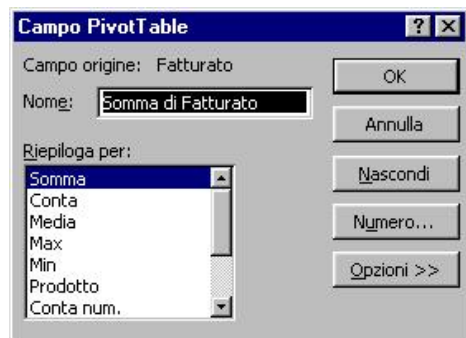 Campo PivotTable
Campo origine: Fatturato
Nome: Somma di Fatturato
Riepiloga per:
Somma
Conta
Media
Max
Min
Prodotto
Conta num.
OK
Annulla
Nascondi
Numero...
Opzioni >>